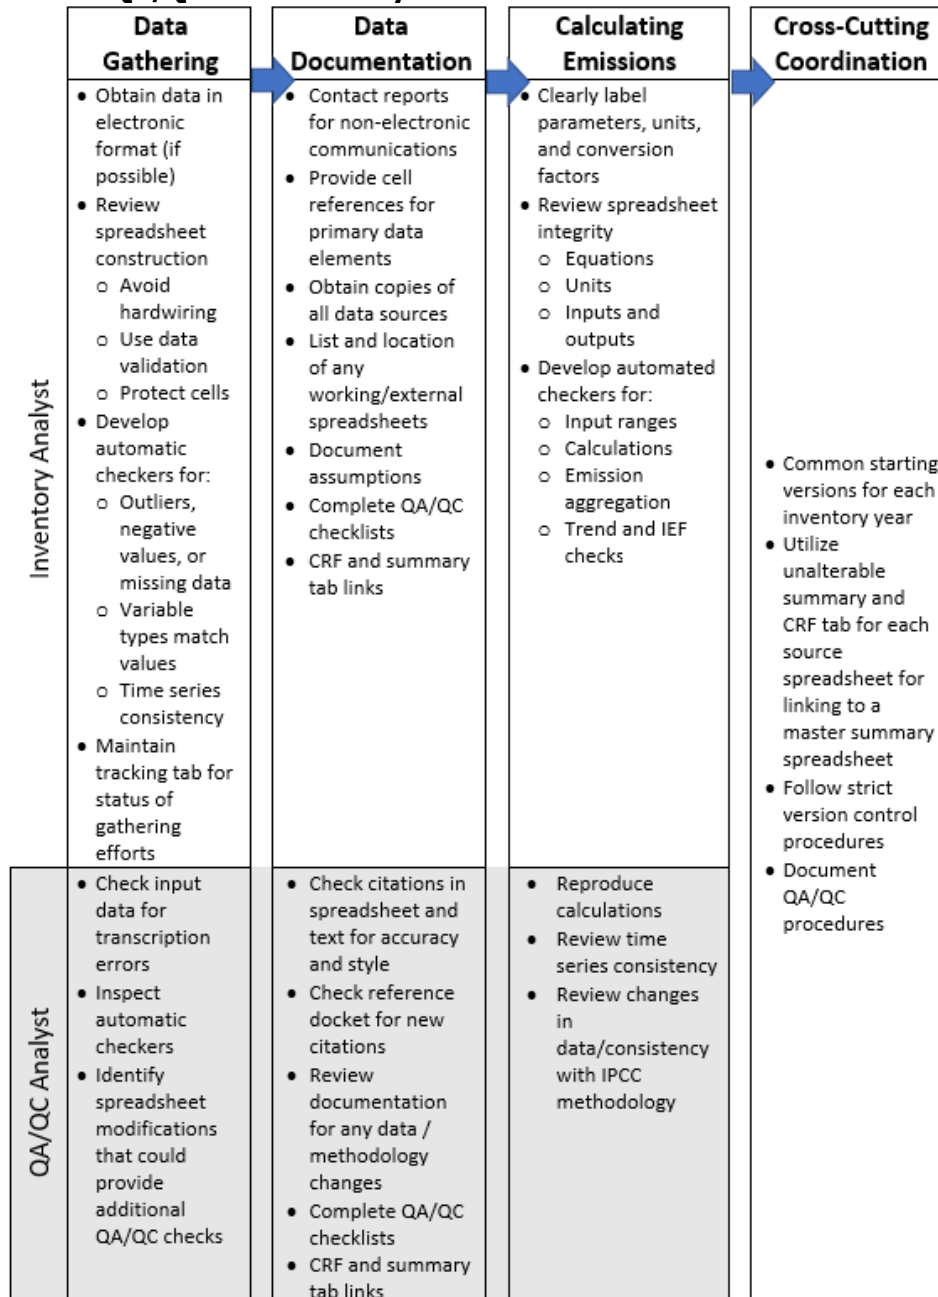 Data
Gathering
• Obtain data in
electronic
format (if
possible)
• Review
spreadsheet
construction
o Avoid
hardwiring
o Use data
validation
o Protect cells
• Develop
automatic
checkers for:
o Outliers,
negative
values, or
missing data
o Variable
types match
values
o Time series
consistency
• Maintain
tracking tab for
status of
gathering
efforts
Data
Documentation
• Contact reports
for non-electronic
communications
• Provide cell
references for
primary data
elements
• Obtain copies of
all data sources
• List and location
of any
working/external
spreadsheets
• Document
assumptions
• Complete QA/QC
checklists
• CRF and summary
tab links
Calculating
Emissions
• Clearly label
parameters, units,
and conversion
factors
• Review spreadsheet
integrity
o Equations
o Units
o Inputs and
outputs
• Develop automated
checkers for:
o Input ranges
o Calculations
o Emission
aggregation
o Trend and IEF
checks
Cross-Cutting
Coordination
• Common starting
versions for each
inventory year
• Utilize
unalterable
summary and
CRF tab for each
source
spreadsheet for
linking to a
master summary
spreadsheet
• Follow strict
version control
procedures
• Document
QA/QC
procedures
Inventory Analyst
QA/QC Analyst
• Check input
data for
transcription
errors
• Inspect
automatic
checkers
• Identify
spreadsheet
modifications
that could
provide
additional
QA/QC checks
• Check citations in
spreadsheet and
text for accuracy
and style
• Check reference
docket for new
citations
• Review
documentation
for any data /
methodology
changes
• Complete QA/QC
checklists
• CRF and summary
tab links
• Reproduce
calculations
• Review time
series consistency
• Review changes
in
data/consistency
with IPCC
methodology